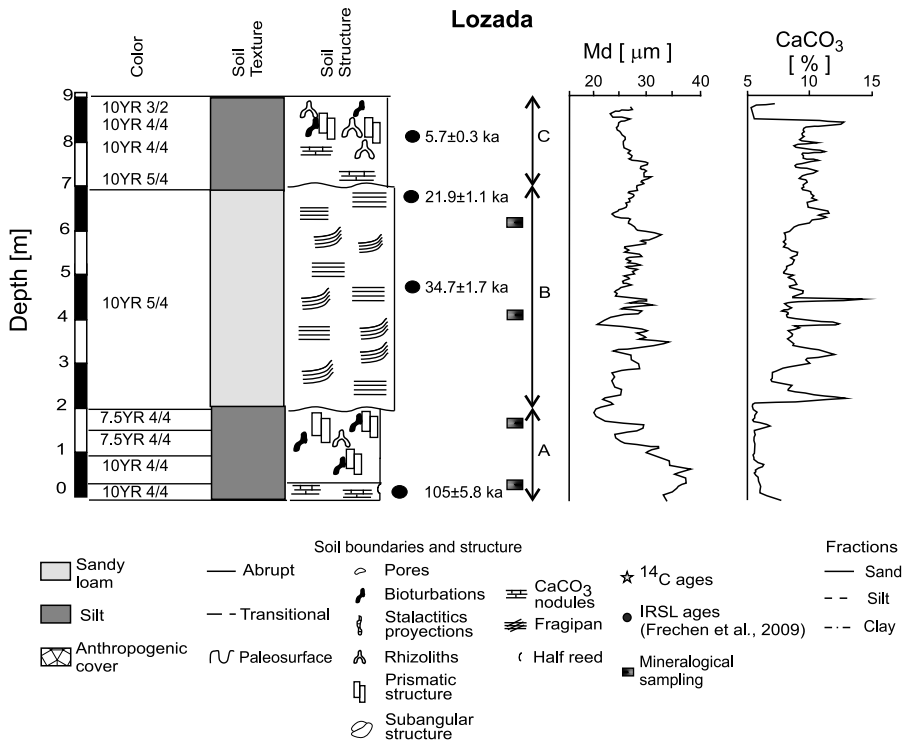 Lozada
Color
Soil
Texture
Soil
Structure
Md [ μm]
20 30 40
CaCO3
[ % ]
5 10 15
Depth [m]
9
8
7
6
5
4
3
2
1
0
10YR 3/2
10YR 4/4
10YR 4/4
10YR 5/4
10YR 5/4
7.5YR 4/4
7.5YR 4/4
10YR 4/4
10YR 4/4
5.7±0.3 ka
21.9±1.1 ka
34.7±1.7 ka
105±5.8 ka
C
B
A
Soil boundaries and structure
Sandy
loam
Silt
Anthropogenic
cover
Abrupt
Transitional
Paleosurface
Pores
Bioturbations
Stalactitics
proyections
Rhizoliths
Prismatic
structure
Subangular
structure
CaCO3
nodules
Fragipan
Half reed
14C ages
IRSL ages
(Frechen et al., 2009)
Mineralogical
sampling
Fractions
Sand
Silt
Clay